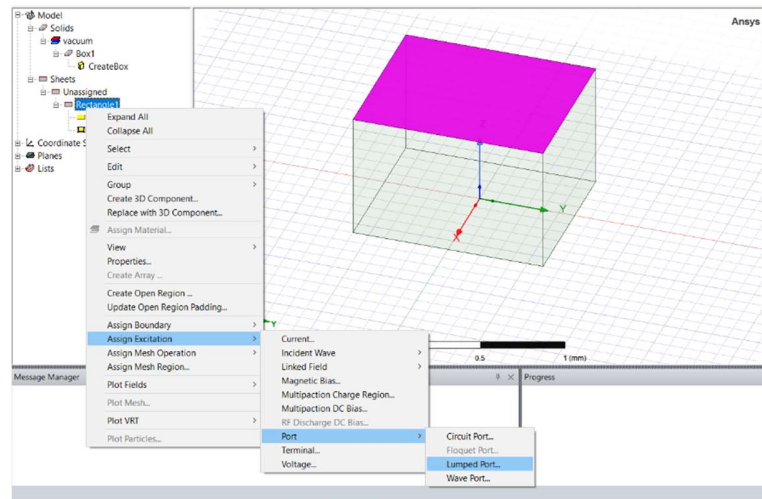 Model
Solids
vacuum
Box1
CreateBox
Sheets
Unassigned
Rectangle1
Coordinate S
Planes
Lists
Ansys
Z
Y
X
Y
0.5
1 (mm)
Expand All
Collapse All
Select
Edit
Group
Create 3D Component...
Replace with 3D Component...
Assign Material...
View
Properties...
Create Array ...
Create Open Region ...
Update Open Region Padding...
Assign Boundary
Assign Excitation
Assign Mesh Operation
Assign Mesh Region...
Plot Fields
Plot Mesh...
Plot VRT
Plot Particles...
Current...
Incident Wave
Linked Field
Magnetic Bias...
Multipaction Charge Region...
Multipaction DC Bias...
RF Discharge DC Bias...
Port
Terminal...
Voltage...
Circuit Port...
Floquet Port...
Lumped Port...
Wave Port...
Message Manager
Progress